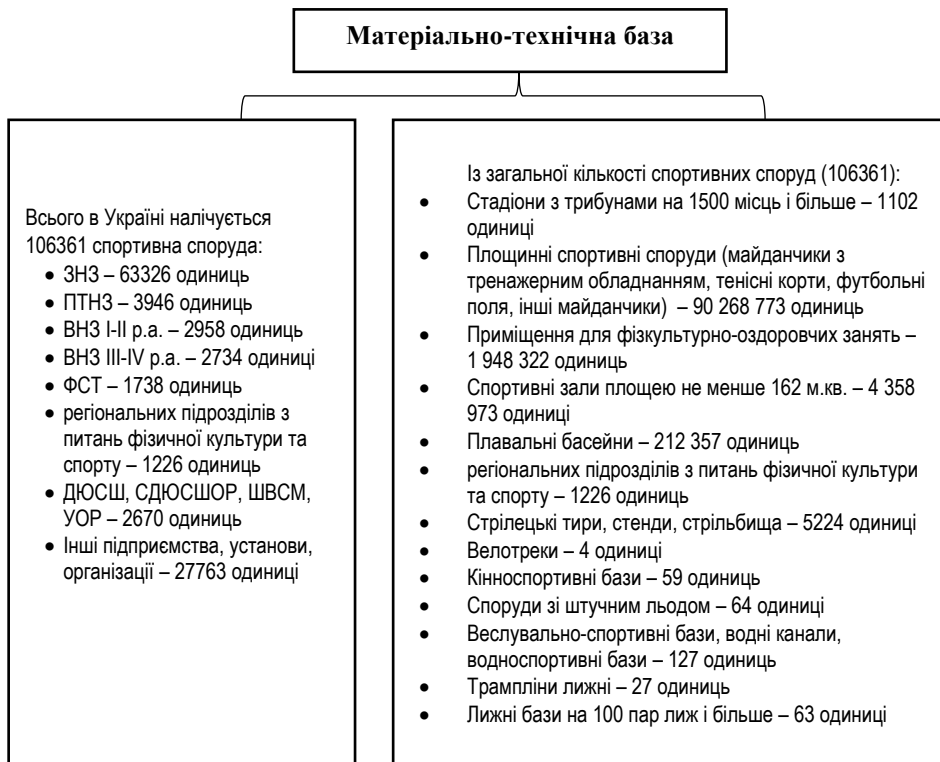 Матеріально-технічна база
Всього в Україні налічується
106361 спортивна споруда:
• ЗНЗ – 63326 одиниць
• ПТНЗ – 3946 одиниць
• ВНЗ І-ІІ р.а. – 2958 одиниць
• ВНЗ ІІІ-ІV р.а. – 2734 одиниці
• ФСТ – 1738 одиниць
• регіональних підрозділів з
питань фізичної культури та
спорту – 1226 одиниць
• ДЮСШ, СДЮСШОР, ШВСМ,
УОР – 2670 одиниць
• Інші підприємства, установи,
організації – 27763 одиниці
Із загальної кількості спортивних споруд (106361):
• Стадіони з трибунами на 1500 місць і більше – 1102
одиниці
• Площинні спортивні споруди (майданчики з
тренажерним обладнанням, тенісні корти, футбольні
поля, інші майданчики) – 90 268 773 одиниць
• Приміщення для фізкультурно-оздоровчих занять –
1 948 322 одиниць
• Спортивні зали площею не менше 162 м.кв. – 4 358
973 одиниці
• Плавальні басейни – 212 357 одиниць
• регіональних підрозділів з питань фізичної культури
та спорту – 1226 одиниць
• Стрілецькі тири, стенди, стрільбища – 5224 одиниці
• Велотреки – 4 одиниці
• Кінноспортивні бази – 59 одиниць
• Споруди зі штучним льодом – 64 одиниці
• Веслувально-спортивні бази, водні канали,
водноспортивні бази – 127 одиниць
• Трампліни лижні – 27 одиниць
• Лижні бази на 100 пар лиж і більше – 63 одиниці